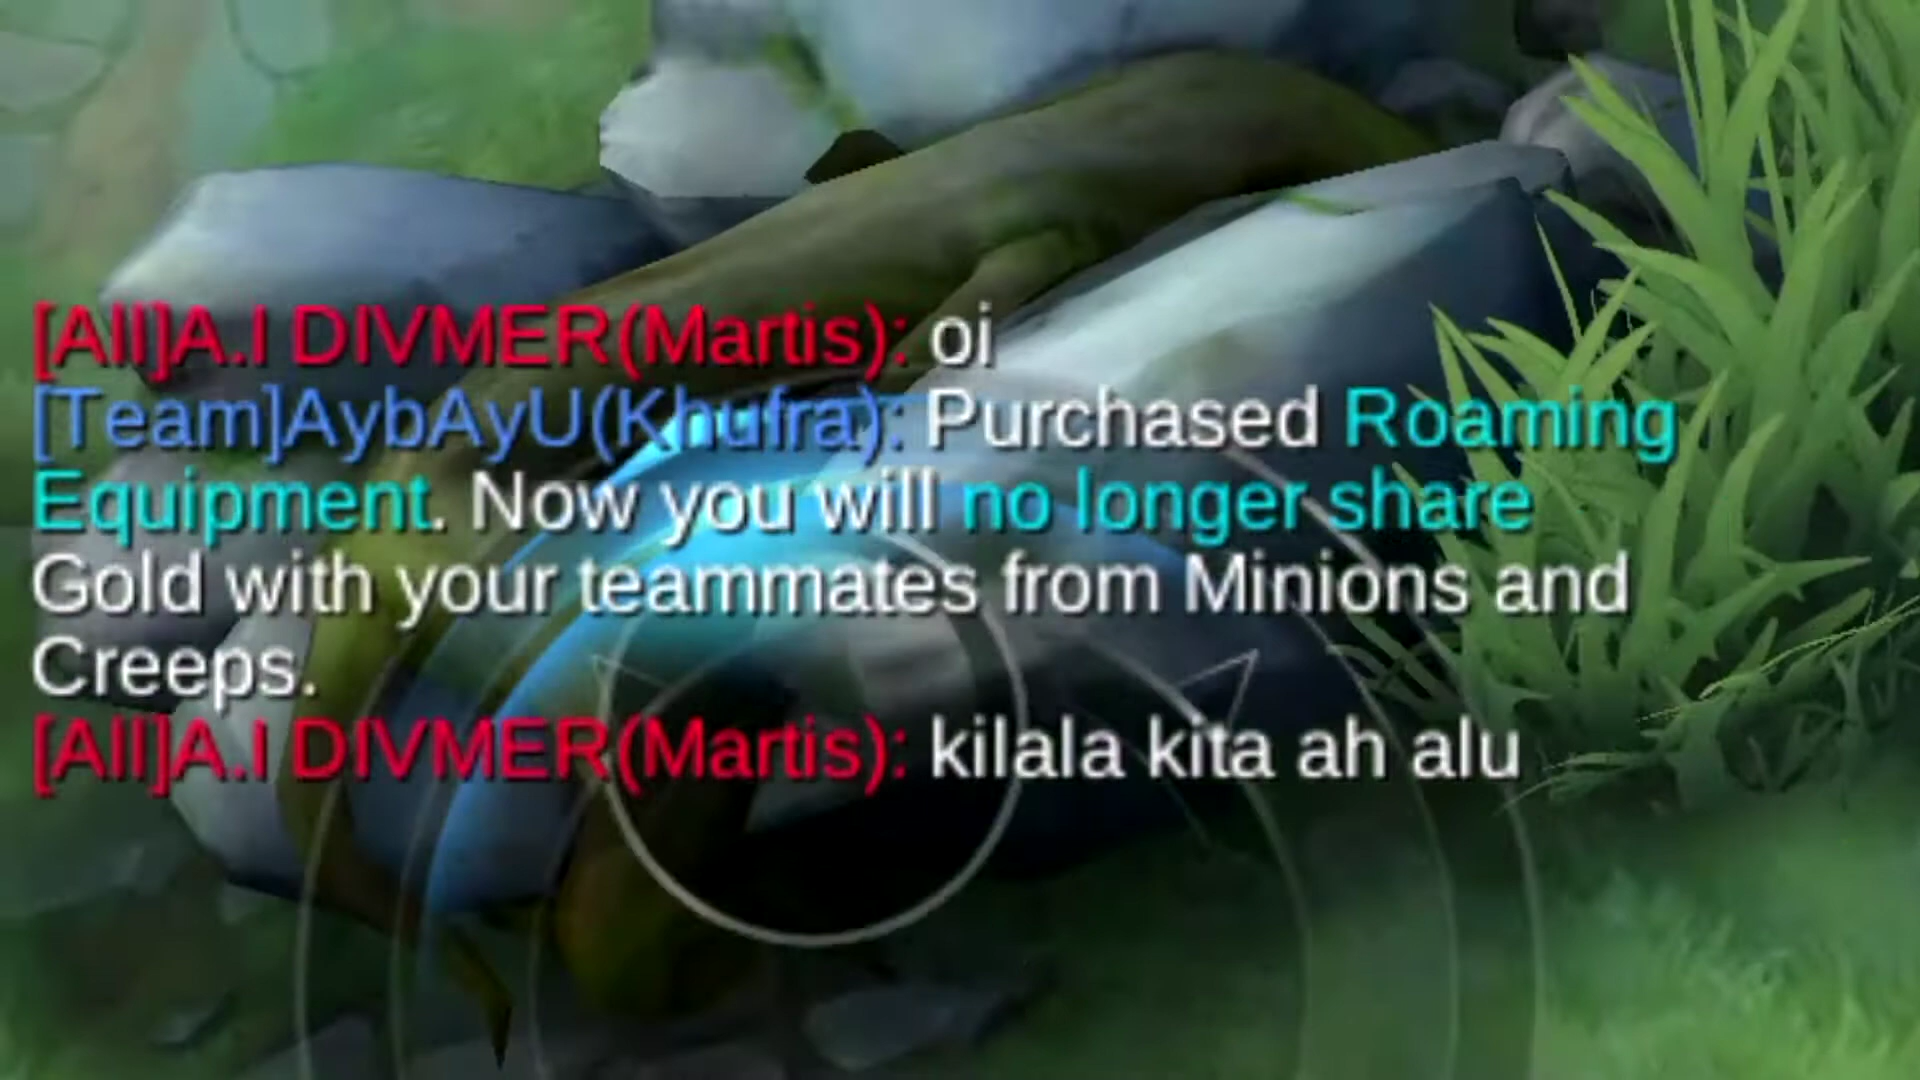 [All]A.I DIVMER(Martis): oi
[Team]AybAyU(Khufra): Purchased Roaming
Equipment. Now you will no longer share
Gold with your teammates from Minions and
Creeps.
[All]A.I DIVMER(Martis): kilala kita ah alu